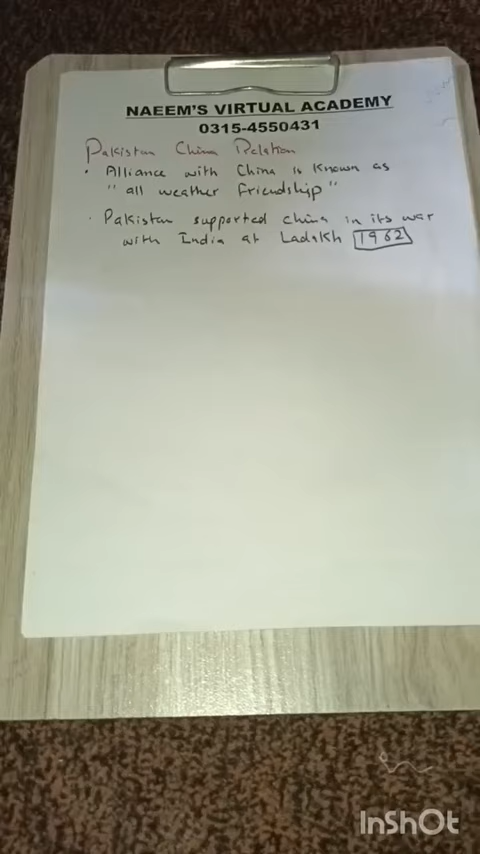 NAEEM'S VIRTUAL ACADEMY
0315-4550431
Pakistan China Relation
• Alliance with China is known as
" all weather friendship "
· Pakistan supported china in its war
with India at Ladakh 1962
InShOt